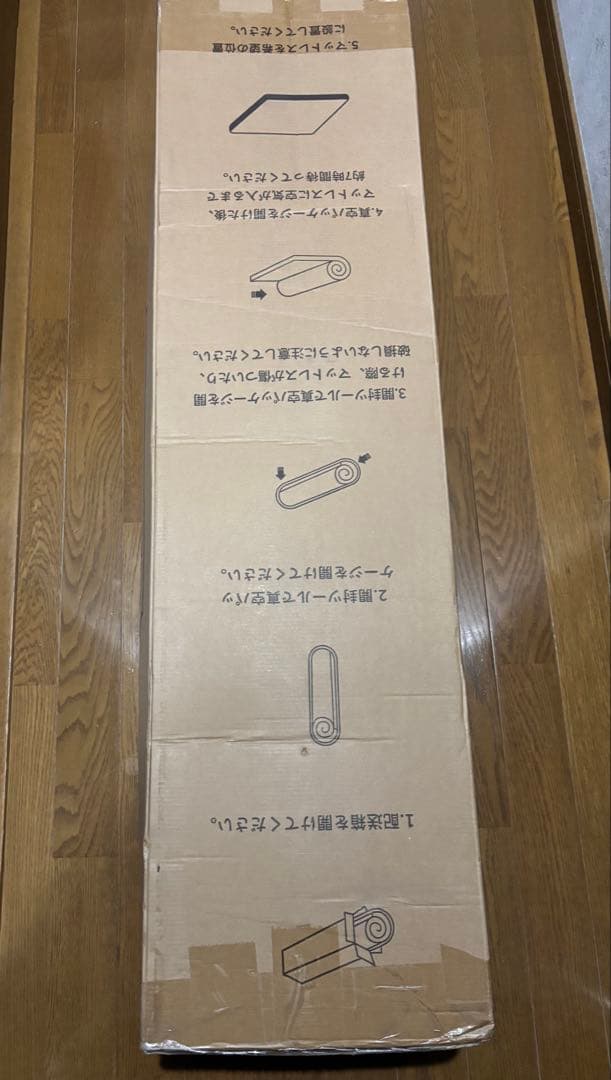 1.配送箱を開けてください。
2.開封ツールで真空パッ
ケージを開けてください。
3.開封ツールで真空パッケージを開
ける際、マットレスが傷ついたり、
破損しないように注意してください。
4.真空パッケージを開けた後、
マットレスに空気が入るまで
約7時間待ってください。
5.マットレスを希望の位置
に設置してください。